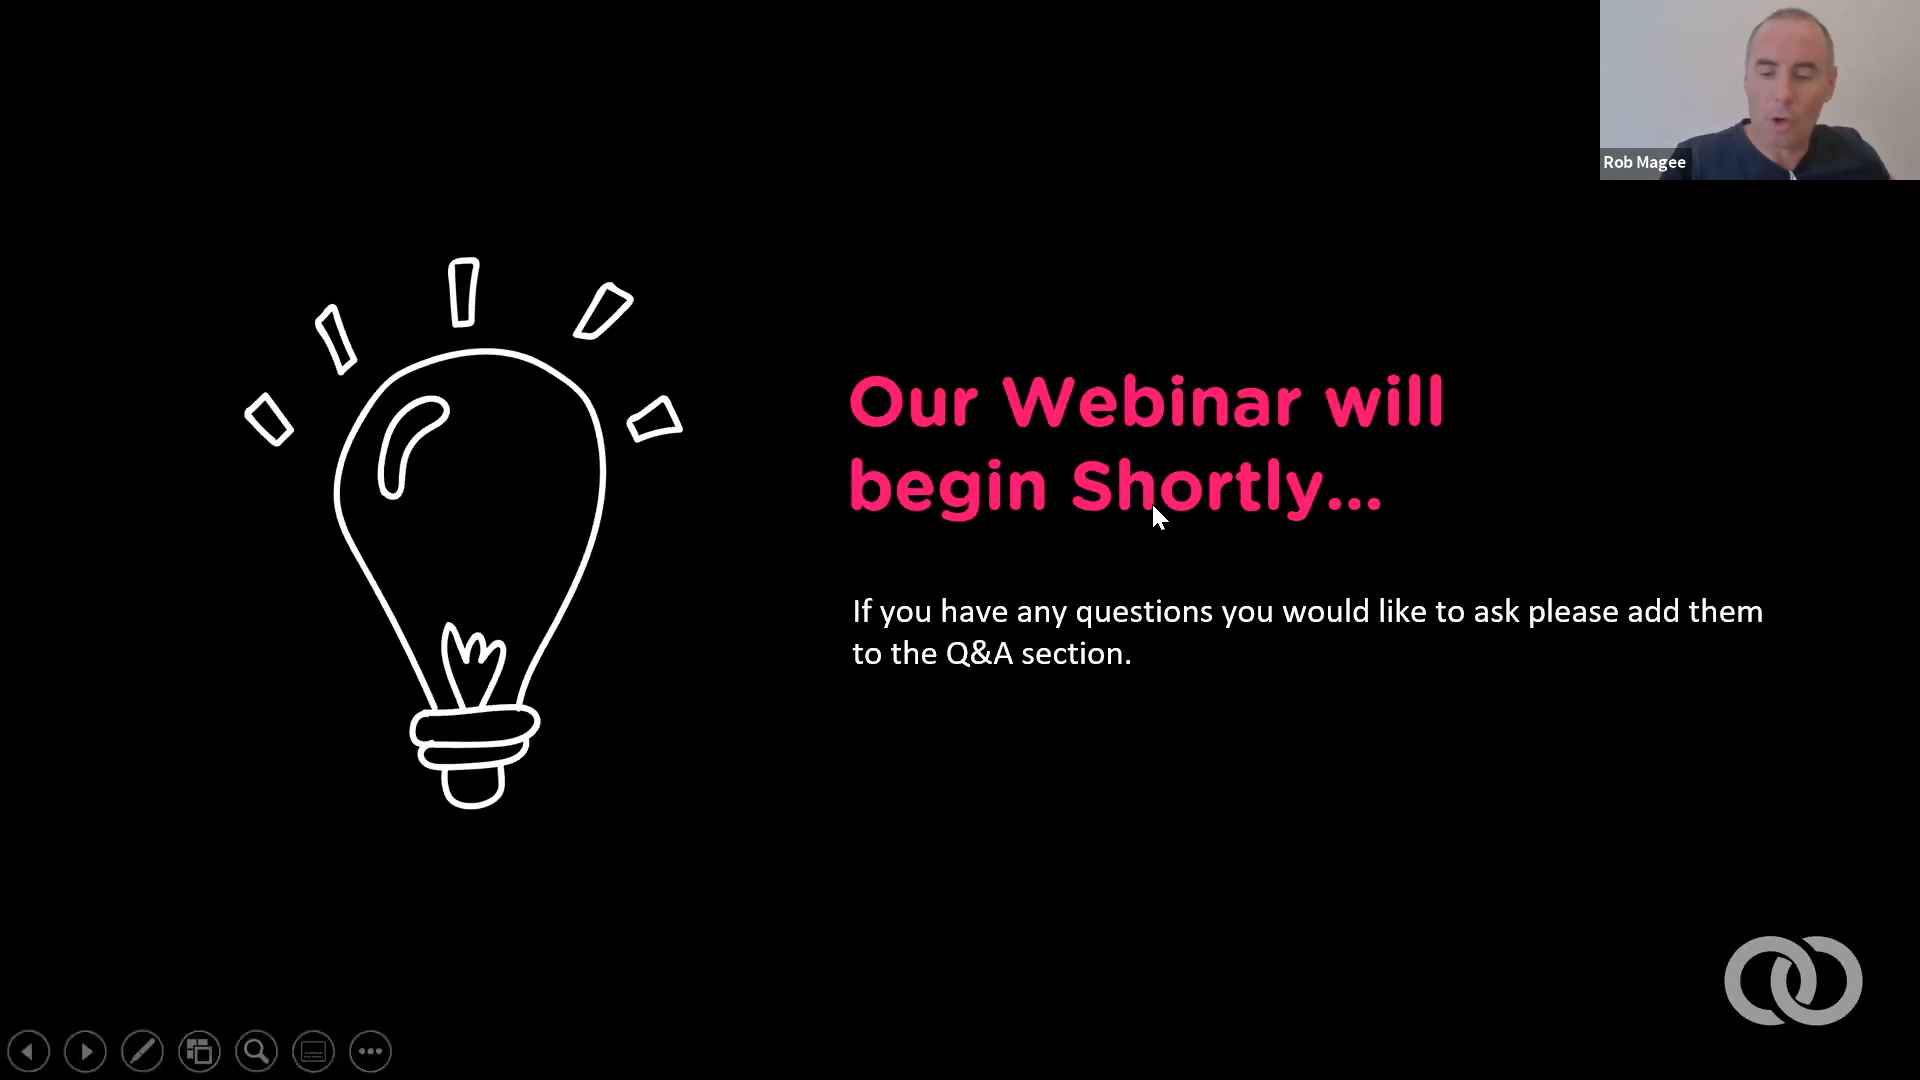 Rob Magee
Our Webinar will
begin Shortly...
If you have any questions you would like to ask please add them
to the Q&A section.